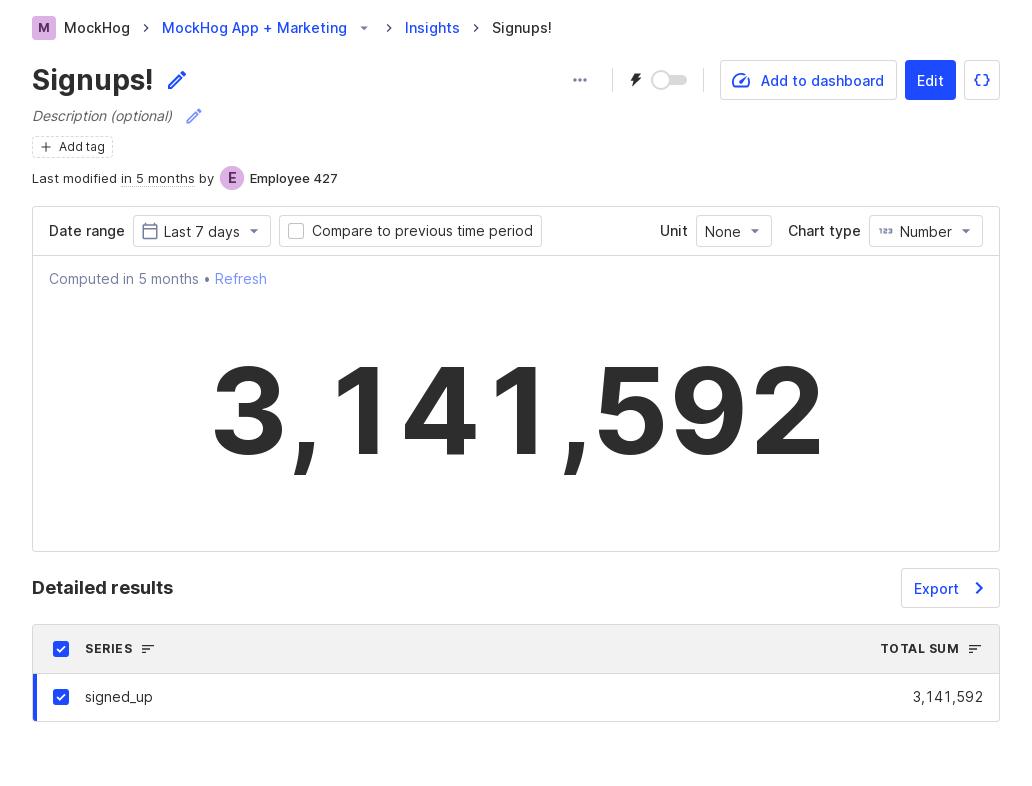 M MockHog MockHog App + Marketing Insights Signups!
Signups!
Add to dashboard Edit
Description (optional)
Add tag
Last modified in 5 months by E Employee 427
Date range Last 7 days Compare to previous time period Unit None Chart type 123 Number
Computed in 5 months • Refresh
3,141,592
Detailed results Export
SERIES TOTAL SUM
signed_up 3,141,592